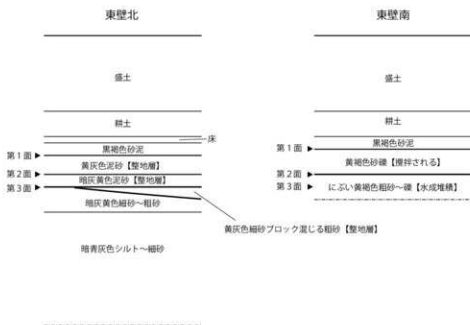 東壁北
盛土
耕土
床
黒褐色砂泥
第1面
黄灰色泥砂【整地層】
第2面
暗灰黄色泥砂【整地層】
第3面
暗灰黄色細砂～粗砂
黄灰色細砂ブロック混じる粗砂【整地層】
暗青灰色シルト～細砂
東壁南
盛土
耕土
黒褐色砂泥
第1面
黄褐色砂礫【攪拌される】
第2面
第3面
にぶい黄褐色粗砂～礫【水成堆積】